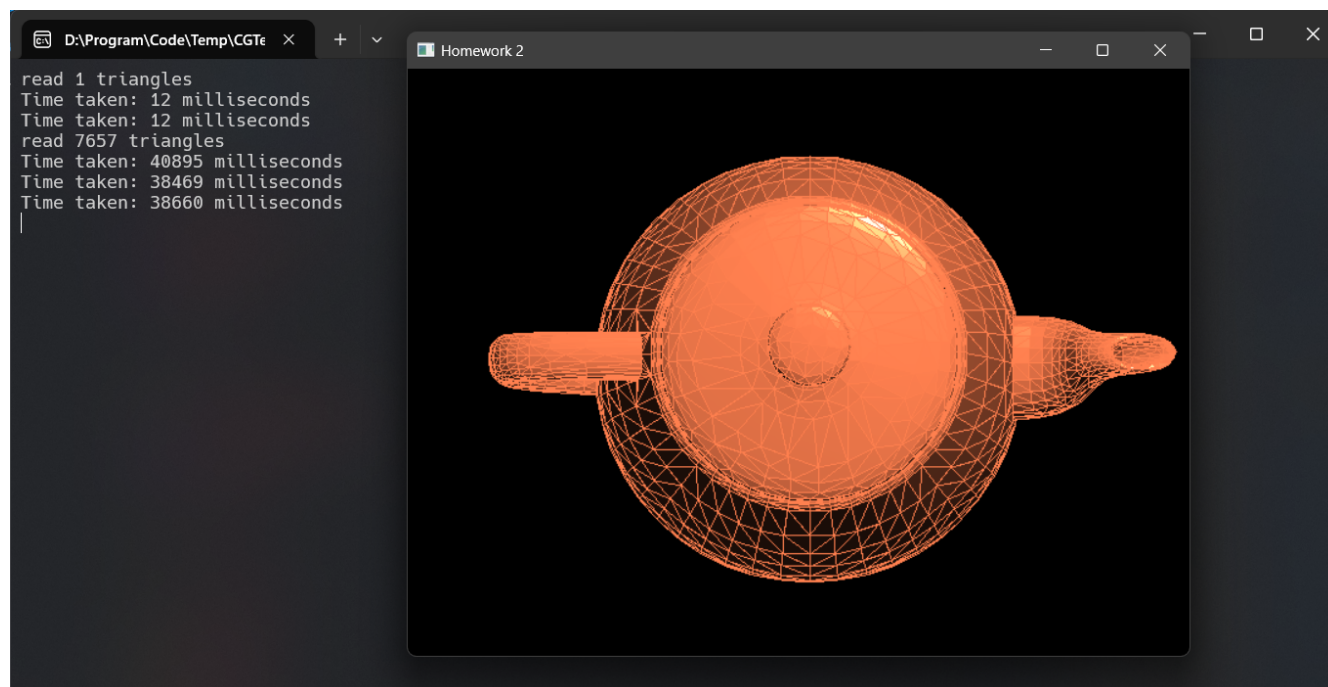 D:\Program\Code\Temp\CGTe
Homework 2
read 1 triangles
Time taken: 12 milliseconds
Time taken: 12 milliseconds
read 7657 triangles
Time taken: 40895 milliseconds
Time taken: 38469 milliseconds
Time taken: 38660 milliseconds